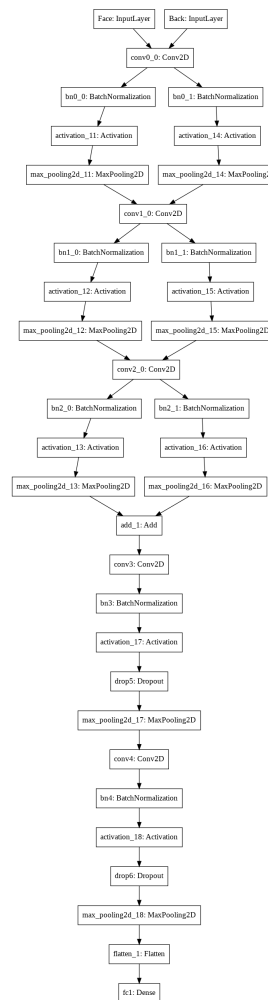 Face: InputLayer
Back: InputLayer
conv0_0: Conv2D
bn0_0: BatchNormalization
bn0_1: BatchNormalization
activation_11: Activation
activation_14: Activation
max_pooling2d_11: MaxPooling2D
max_pooling2d_14: MaxPooling2D
conv1_0: Conv2D
bn1_0: BatchNormalization
bn1_1: BatchNormalization
activation_12: Activation
activation_15: Activation
max_pooling2d_12: MaxPooling2D
max_pooling2d_15: MaxPooling2D
conv2_0: Conv2D
bn2_0: BatchNormalization
bn2_1: BatchNormalization
activation_13: Activation
activation_16: Activation
max_pooling2d_13: MaxPooling2D
max_pooling2d_16: MaxPooling2D
add_1: Add
conv3: Conv2D
bn3: BatchNormalization
activation_17: Activation
drop5: Dropout
max_pooling2d_17: MaxPooling2D
conv4: Conv2D
bn4: BatchNormalization
activation_18: Activation
drop6: Dropout
max_pooling2d_18: MaxPooling2D
flatten_1: Flatten
fc1: Dense